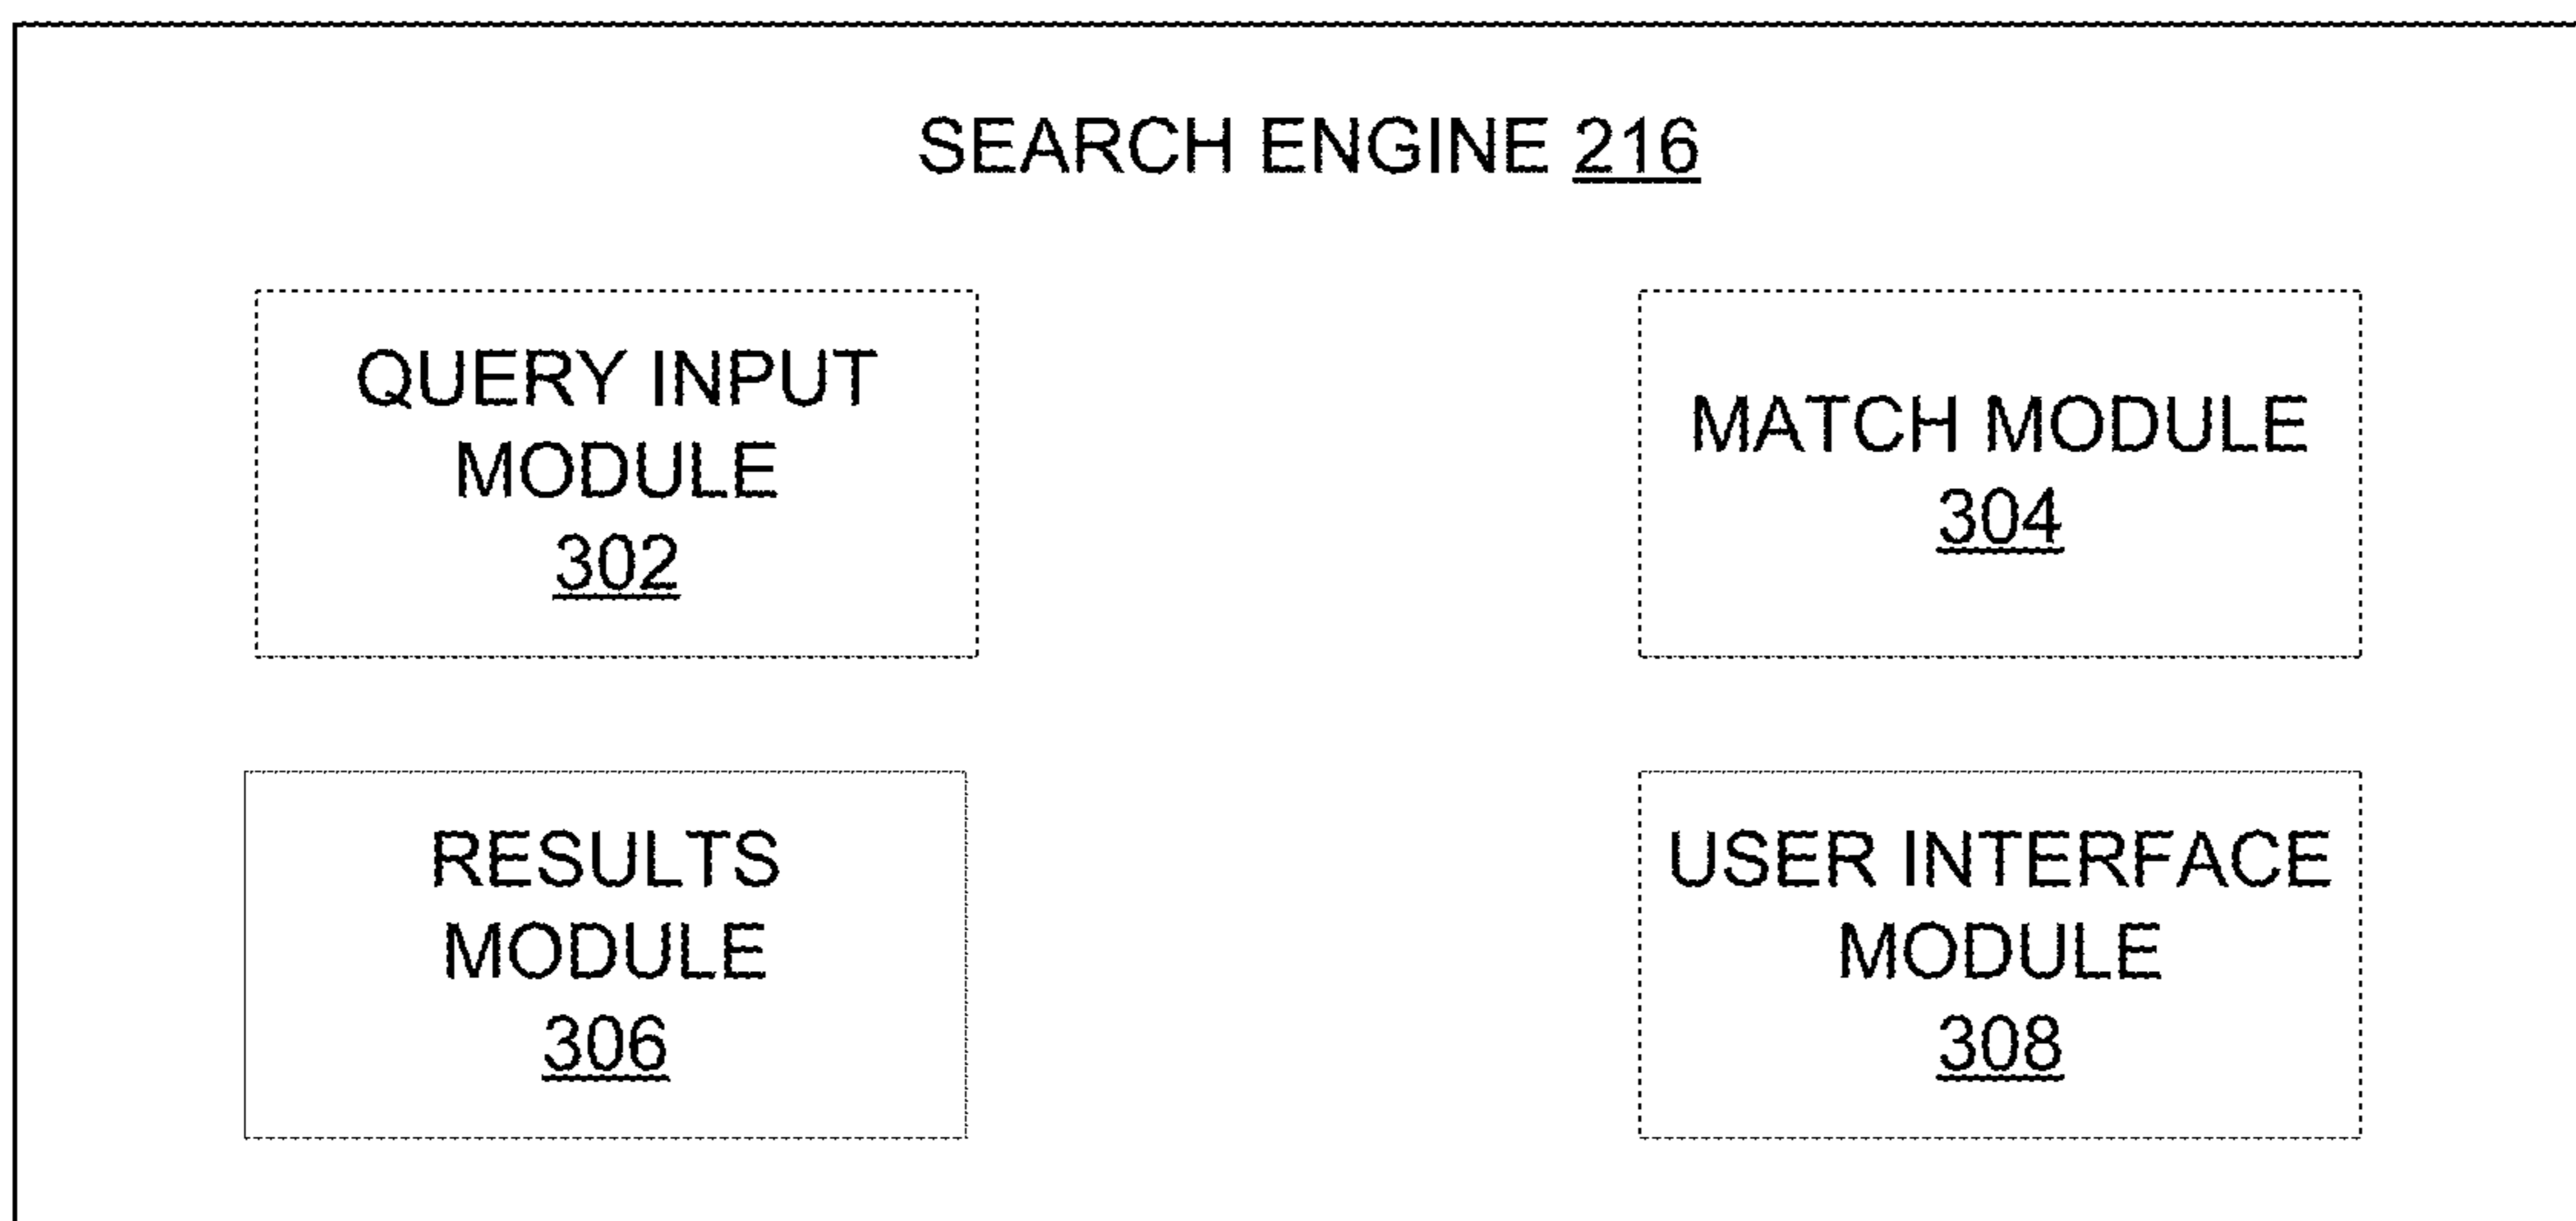 SEARCH ENGINE 216
QUERY INPUT
MODULE
302
MATCH MODULE
304
RESULTS
MODULE
306
USER INTERFACE
MODULE
308